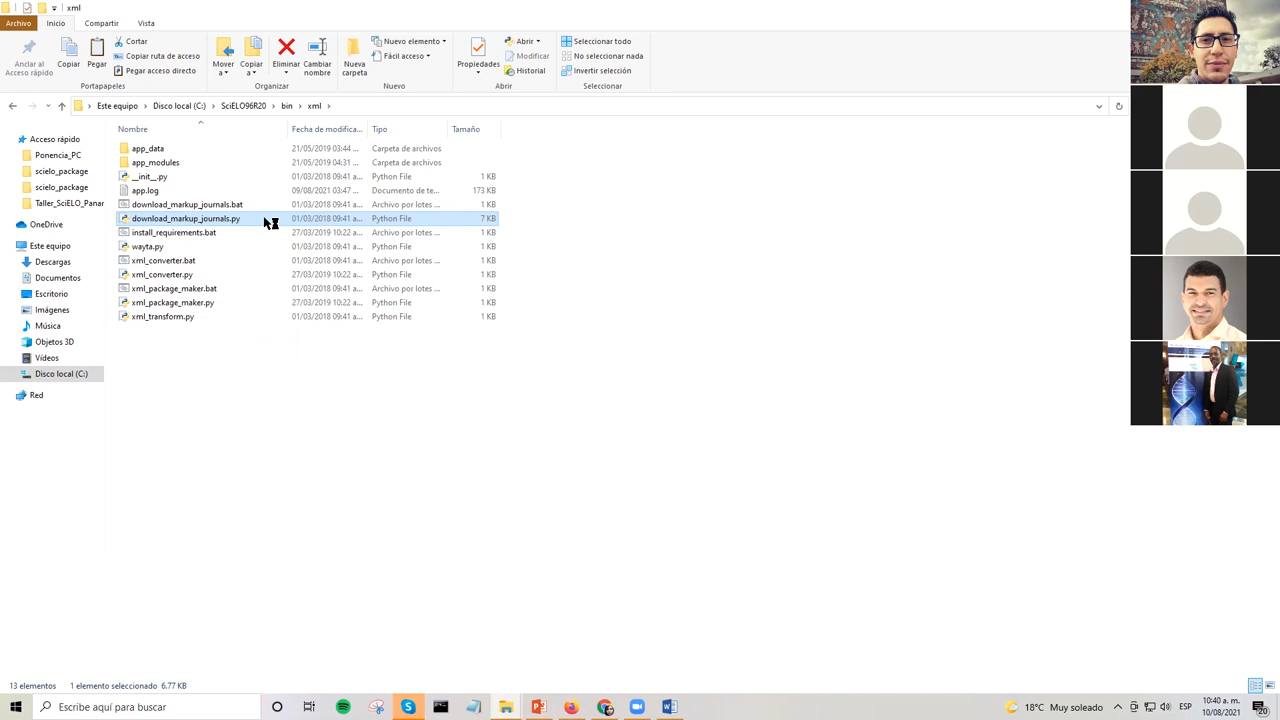 xml
Archivo Inicio Compartir Vista
Anclar al Acceso rápido
Copiar
Pegar
Cortar
Copiar ruta de acceso
Pegar acceso directo
Portapapeles
Mover a
Copiar a
Eliminar
Cambiar nombre
Organizar
Nueva carpeta
Nuevo elemento
Fácil acceso
Nuevo
Propiedades
Abrir
Modificar
Historial
Abrir
Seleccionar todo
No seleccionar nada
Invertir selección
Seleccionar
Este equipo > Disco local (C:) > SciELO96R20 > bin > xml >
Acceso rápido
Ponencia_PC
scielo_package
scielo_package
Taller_SciELO_Panar
OneDrive
Este equipo
Descargas
Documentos
Escritorio
Imágenes
Música
Objetos 3D
Vídeos
Disco local (C:)
Red
Nombre Fecha de modifica... Tipo Tamaño
app_data 21/05/2019 03:44 ... Carpeta de archivos
app_modules 21/05/2019 04:31 ... Carpeta de archivos
__init__.py 01/03/2018 09:41 a... Python File 1 KB
app.log 09/08/2021 03:47 ... Documento de te... 173 KB
download_markup_journals.bat 01/03/2018 09:41 a... Archivo por lotes ... 1 KB
download_markup_journals.py 01/03/2018 09:41 a... Python File 7 KB
install_requirements.bat 27/03/2019 10:22 a... Archivo por lotes ... 1 KB
wayta.py 01/03/2018 09:41 a... Python File 1 KB
xml_converter.bat 01/03/2018 09:41 a... Archivo por lotes ... 1 KB
xml_converter.py 27/03/2019 10:22 a... Python File 1 KB
xml_package_maker.bat 01/03/2018 09:41 a... Archivo por lotes ... 1 KB
xml_package_maker.py 27/03/2019 10:22 a... Python File 1 KB
xml_transform.py 01/03/2018 09:41 a... Python File 1 KB
13 elementos 1 elemento seleccionado 6.77 KB
Escribe aquí para buscar
18°C Muy soleado
ESP
10:40 a. m.
10/08/2021
20